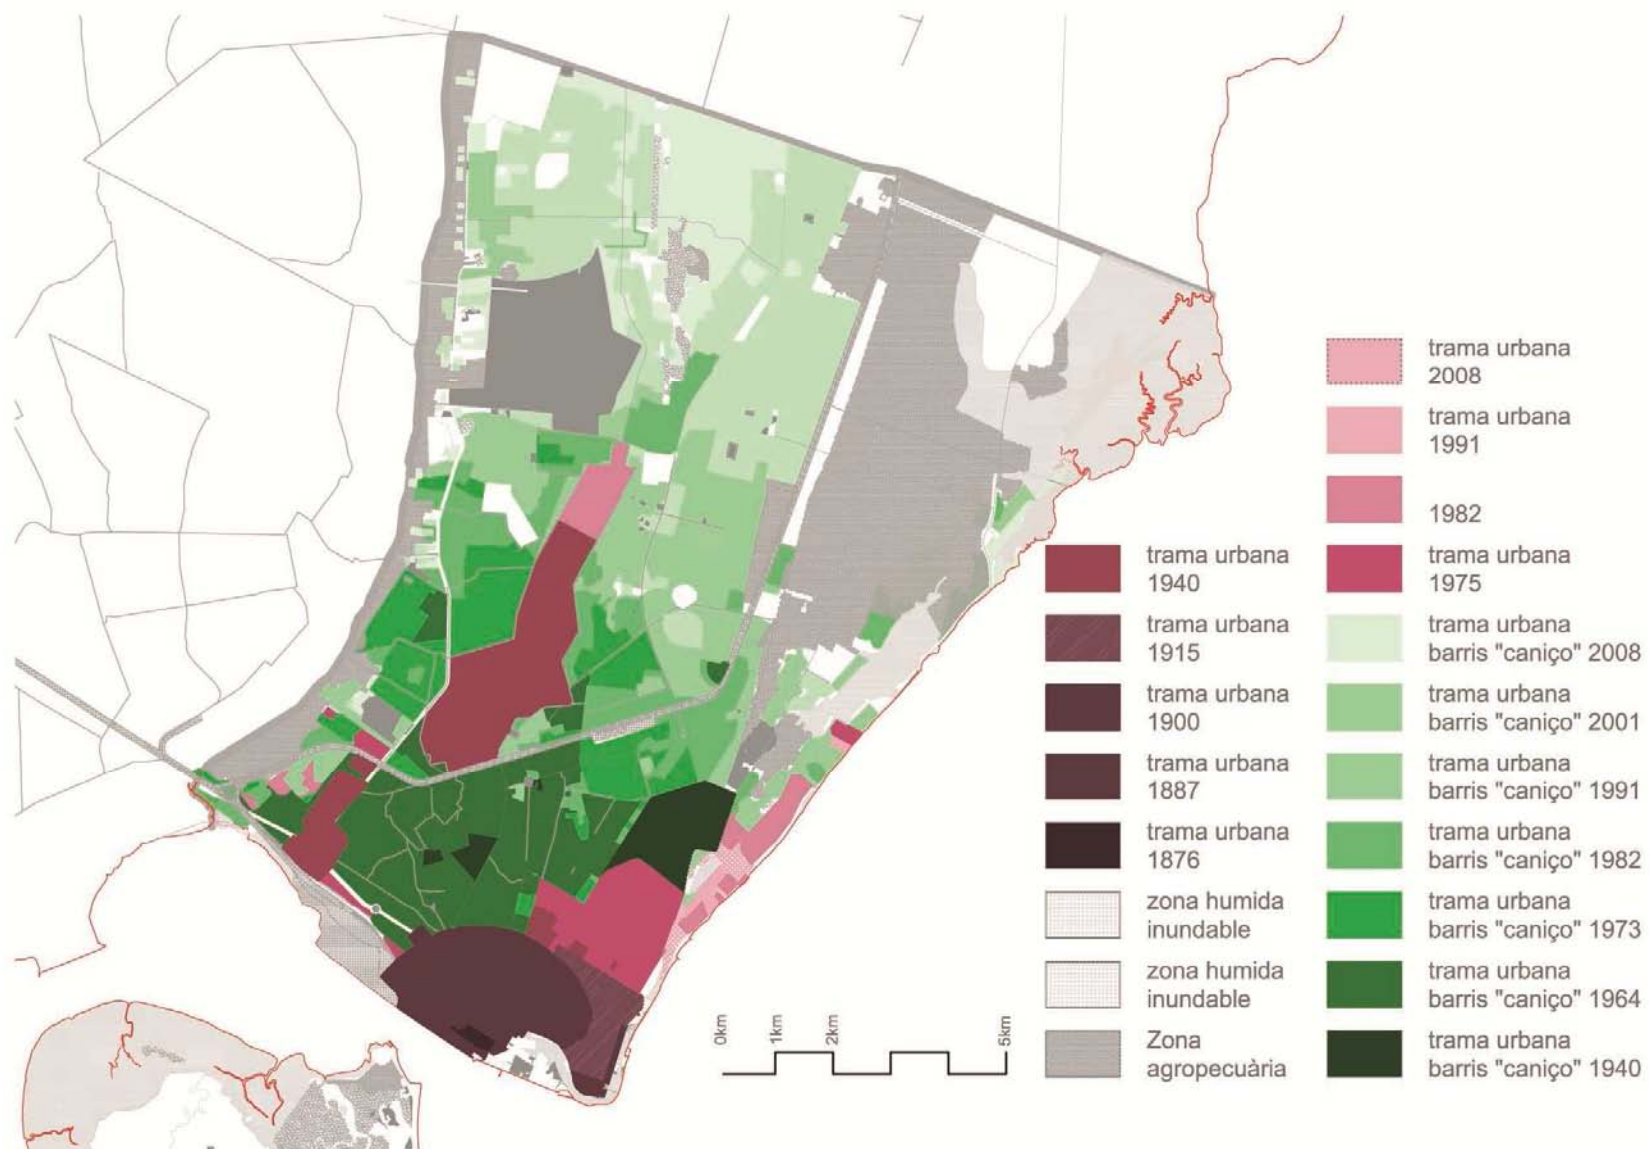 trama urbana
1940
trama urbana
1915
trama urbana
1900
trama urbana
1887
trama urbana
1876
zona humida
inundable
zona humida
inundable
Zona
agropecuària
trama urbana
2008
trama urbana
1991
1982
trama urbana
1975
trama urbana
barris "caniço" 2008
trama urbana
barris "caniço" 2001
trama urbana
barris "caniço" 1991
trama urbana
barris "caniço" 1982
trama urbana
barris "caniço" 1973
trama urbana
barris "caniço" 1964
trama urbana
barris "caniço" 1940
0km
1km
2km
5km